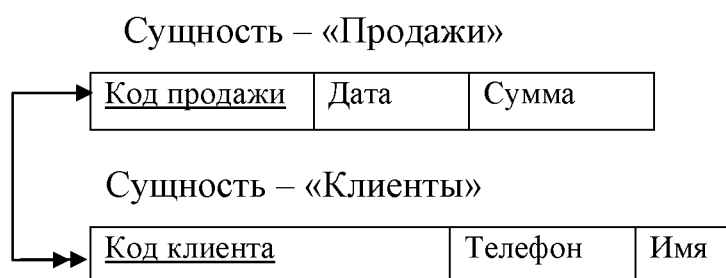 Сущность – «Продажи»
Код продажи Дата Сумма
Сущность – «Клиенты»
Код клиента Телефон Имя